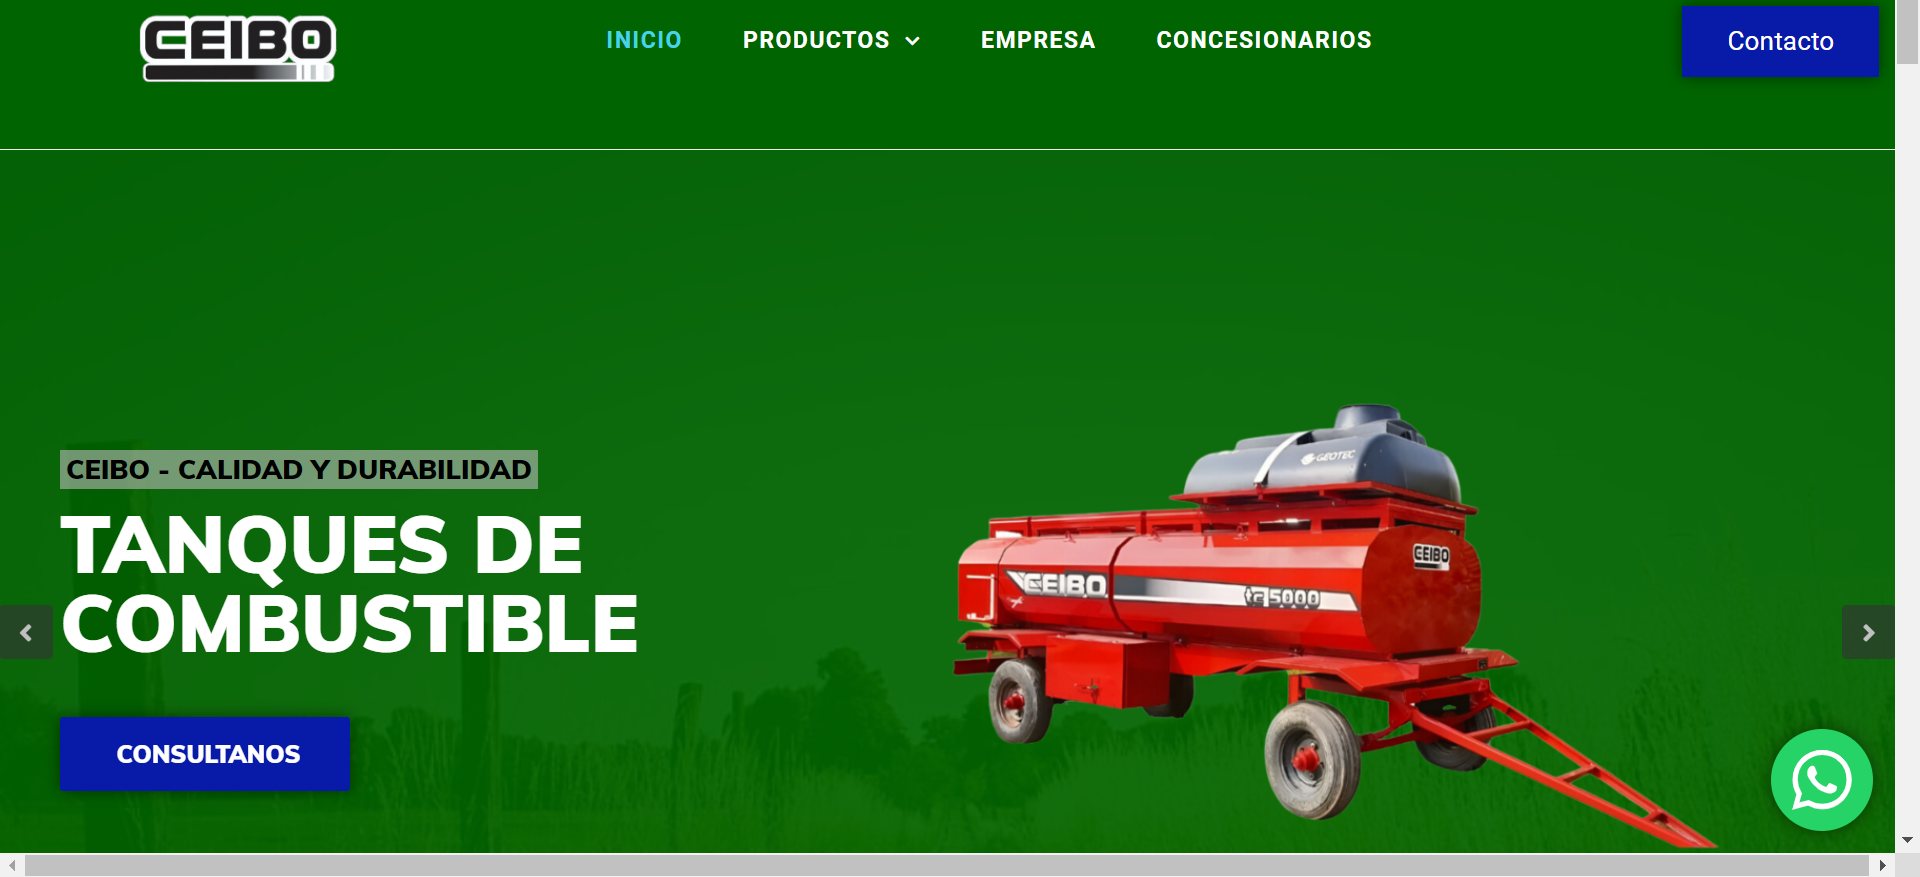 CEIBO
INICIO
PRODUCTOS
EMPRESA
CONCESIONARIOS
Contacto
CEIBO - CALIDAD Y DURABILIDAD
TANQUES DE
COMBUSTIBLE
CONSULTANOS
GEOTEC
CEIBO
CEIBO
5000